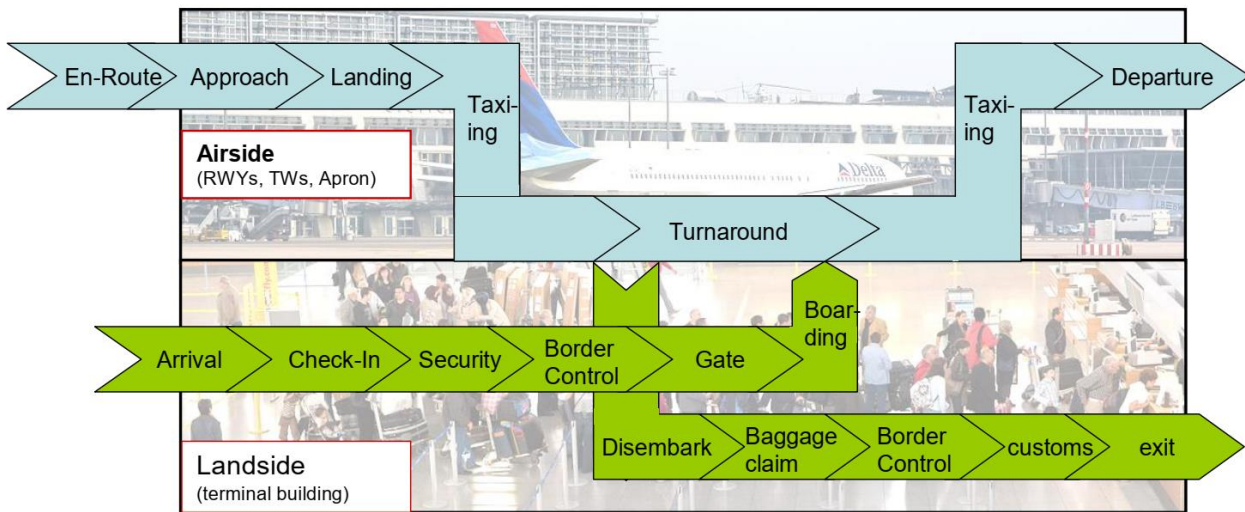 En-Route
Approach
Landing
Taxi-
ing
Taxi-
ing
Departure
Airside
(RWYs, TWs, Apron)
Delta
Turnaround
Arrival
Check-In
Security
Border
Control
Gate
Boar-
ding
Disembark
Baggage
claim
Border
Control
customs
exit
Landside
(terminal building)